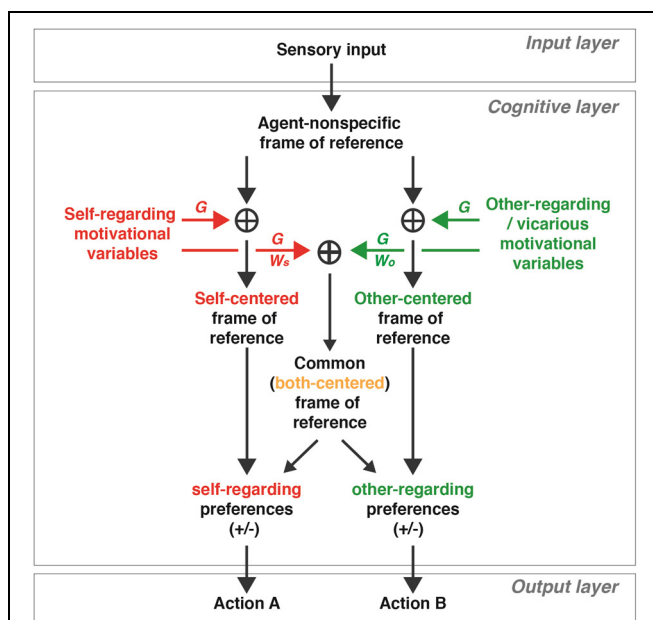 Input layer
Sensory input
Cognitive layer
Agent-nonspecific
frame of reference
Self-regarding
motivational
variables
G
G
Ws
G
Wo
G
Other-regarding
/ vicarious
motivational
variables
Self-centered
frame of
reference
Other-centered
frame of
reference
Common
(both-centered)
frame of
reference
self-regarding
preferences
(+/-)
other-regarding
preferences
(+/-)
Output layer
Action A
Action B